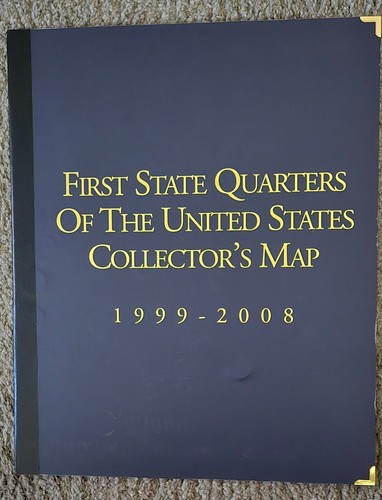 First State Quarters
Of The United States
Collector's Map
1999-2008